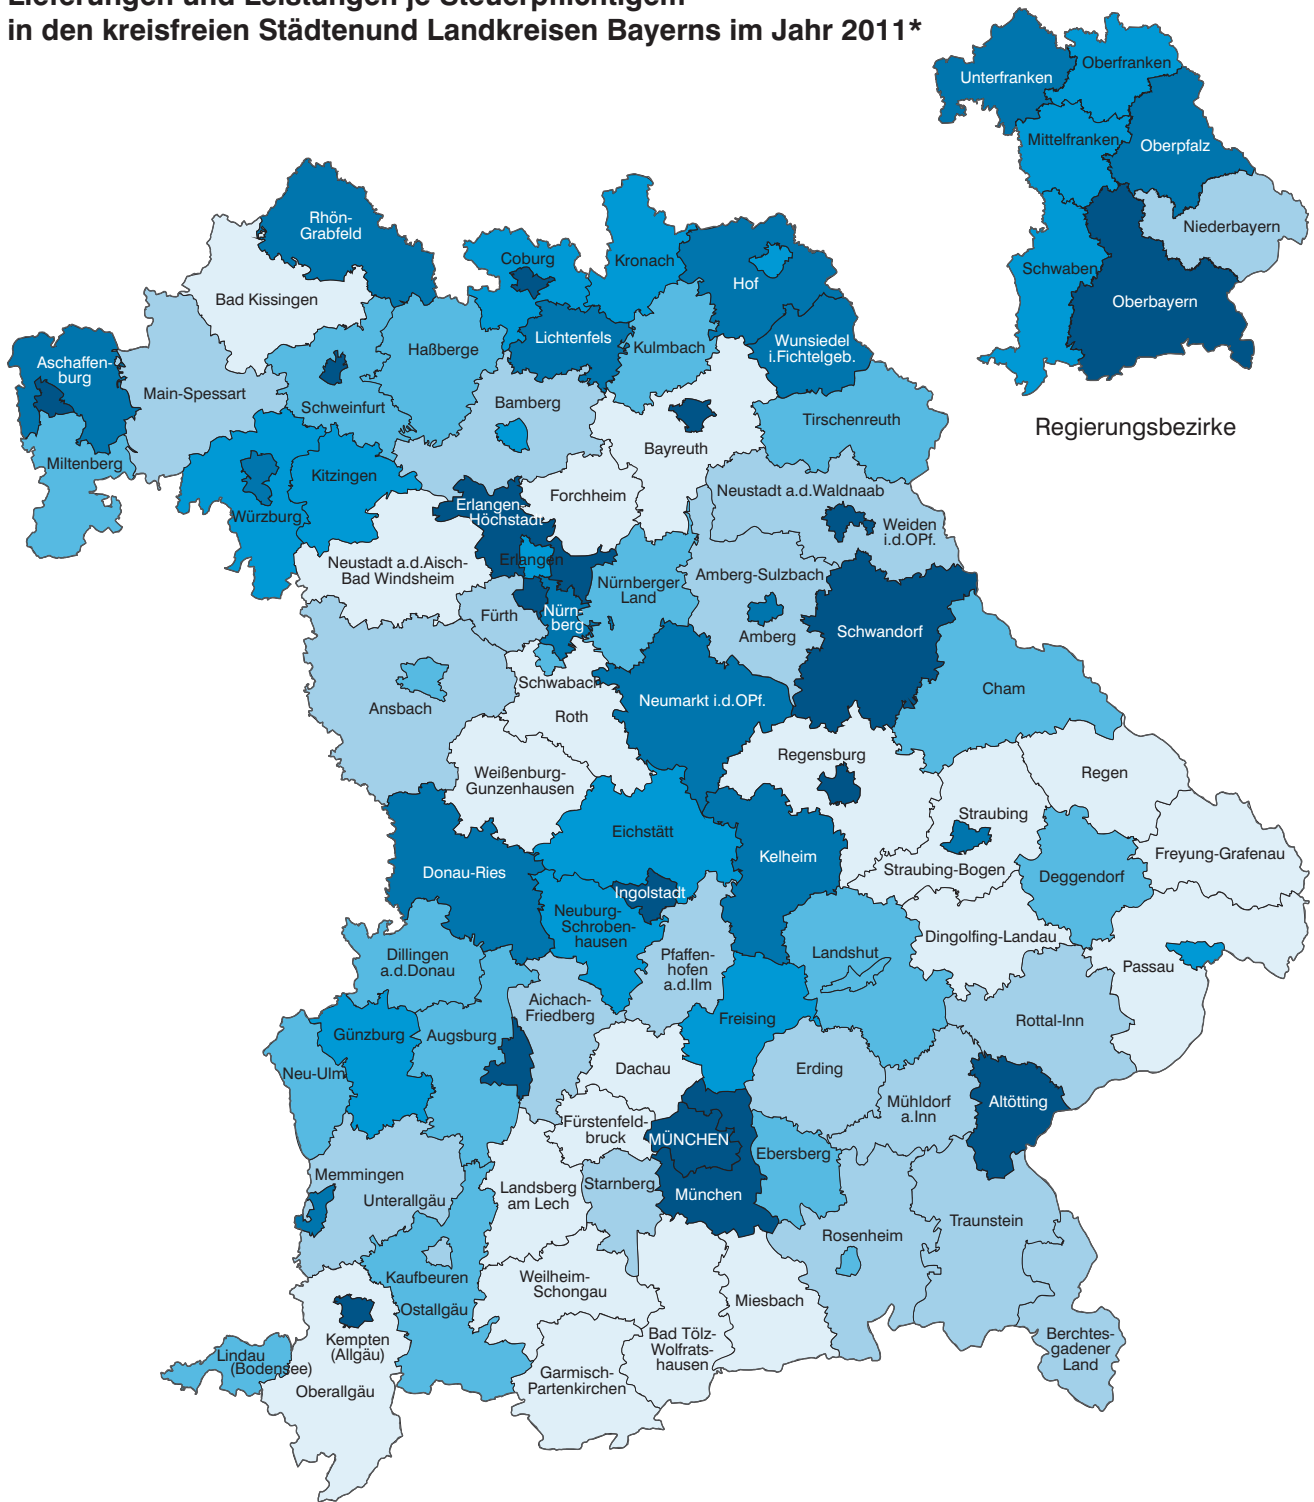 Lieferungen und Leistungen je Steuerpflichtigem
in den kreisfreien Städtenund Landkreisen Bayerns im Jahr 2011*
Unterfranken
Oberfranken
Mittelfranken
Oberpfalz
Niederbayern
Schwaben
Oberbayern
Regierungsbezirke
Rhön-
Grabfeld
Bad Kissingen
Coburg
Kronach
Hof
Lichtenfels
Kulmbach
Wunsiedel
i.Fichtelgeb.
Aschaffen-
burg
Main-Spessart
Haßberge
Schweinfurt
Bamberg
Bayreuth
Tirschenreuth
Miltenberg
Kitzingen
Würzburg
Forchheim
Erlangen-
Höchstadt
Neustadt a.d.Waldnaab
Weiden
i.d.OPf.
Neustadt a.d.Aisch-
Bad Windsheim
Erlangen
Nürnberger
Land
Amberg-Sulzbach
Amberg
Fürth
Nürn-
berg
Schwandorf
Cham
Ansbach
Schwabach
Roth
Neumarkt i.d.OPf.
Weißenburg-
Gunzenhausen
Regensburg
Regen
Straubing
Straubing-Bogen
Freyung-Grafenau
Deggendorf
Eichstätt
Kelheim
Donau-Ries
Ingolstadt
Neuburg-
Schroben-
hausen
Dingolfing-Landau
Passau
Landshut
Dillingen
a.d.Donau
Pfaffen-
hofen
a.d.Ilm
Aichach-
Friedberg
Freising
Rottal-Inn
Günzburg
Augsburg
Neu-Ulm
Dachau
Erding
Mühldorf
a.Inn
Altötting
Fürstenfeld-
bruck
MÜNCHEN
Ebersberg
München
Memmingen
Unterallgäu
Landsberg
am Lech
Starnberg
Traunstein
Rosenheim
Kaufbeuren
Ostallgäu
Weilheim-
Schongau
Miesbach
Bad Tölz-
Wolfrats-
hausen
Berchtes-
gadener
Land
Kempten
(Allgäu)
Lindau
(Bodensee)
Oberallgäu
Garmisch-
Partenkirchen